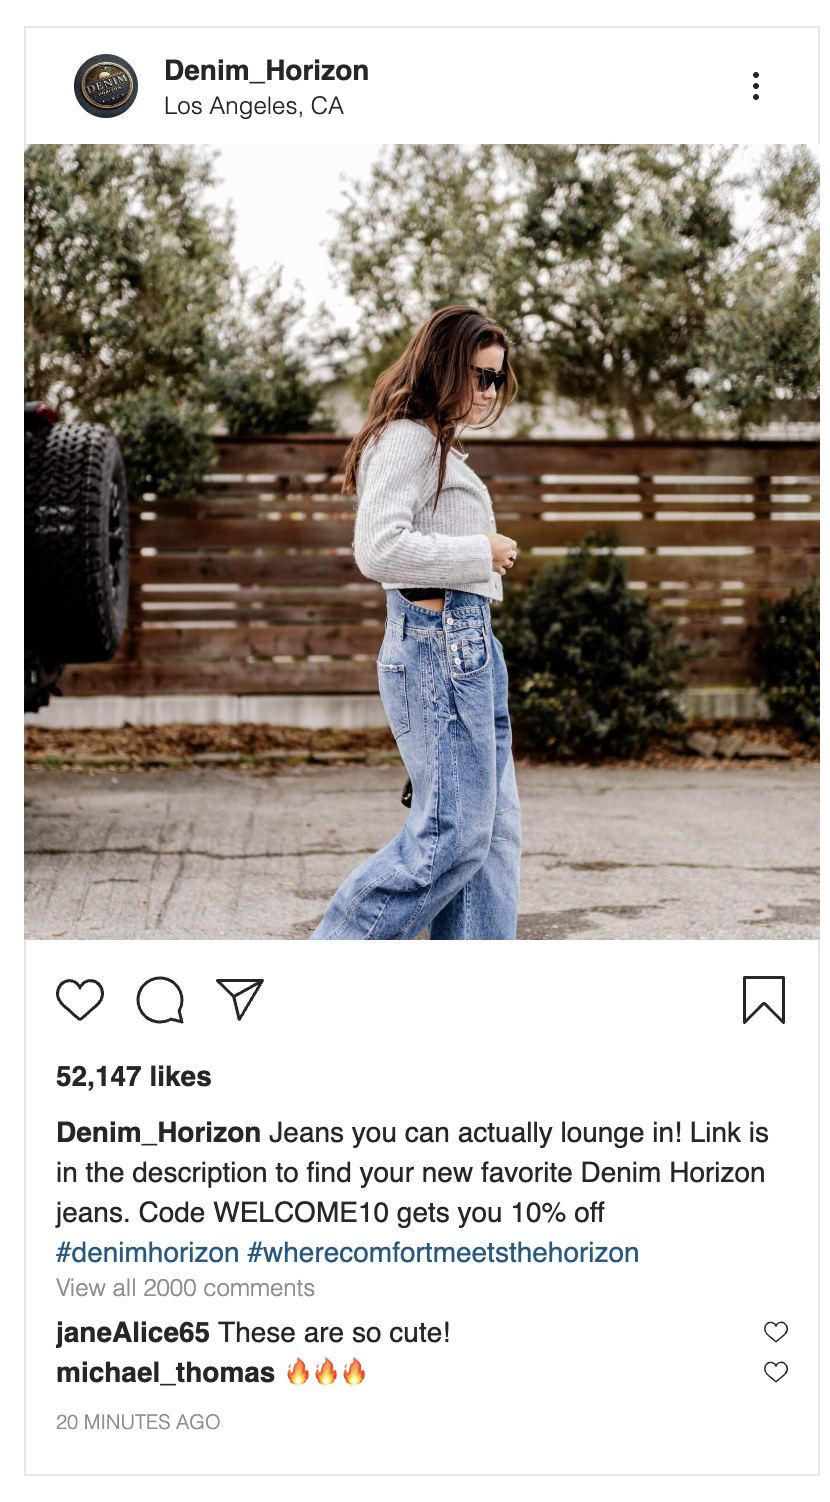 DENIM
Denim_Horizon
Los Angeles, CA
52,147 likes
Denim_Horizon Jeans you can actually lounge in! Link is
in the description to find your new favorite Denim Horizon
jeans. Code WELCOME10 gets you 10% off
#denimhorizon #wherecomfortmeetsthehorizon
View all 2000 comments
janeAlice65 These are so cute!
michael_thomas 🔥🔥🔥
20 MINUTES AGO